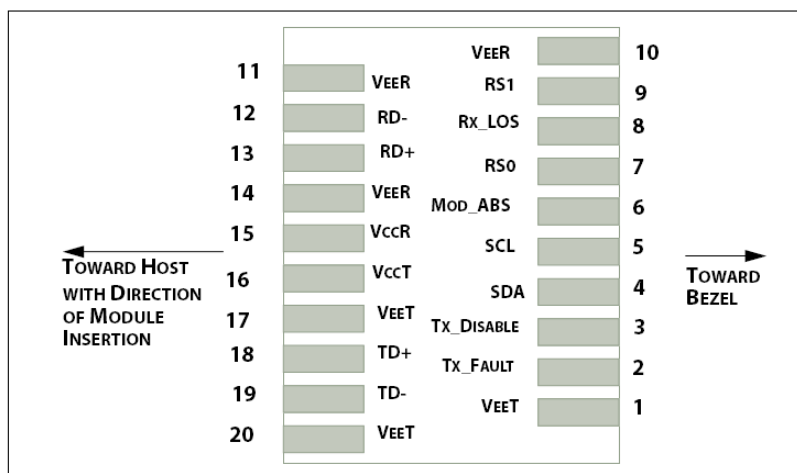 11 VEER
12 RD-
13 RD+
14 VEER
15 VCCR
16 VCCT
17 VEET
18 TD+
19 TD-
20 VEET
VEER 10
RS1 9
RX_LOS 8
RS0 7
MOD_ABS 6
SCL 5
SDA 4
TX_DISABLE 3
TX_FAULT 2
VEET 1
TOWARD HOST
WITH DIRECTION
OF MODULE
INSERTION
TOWARD
BEZEL